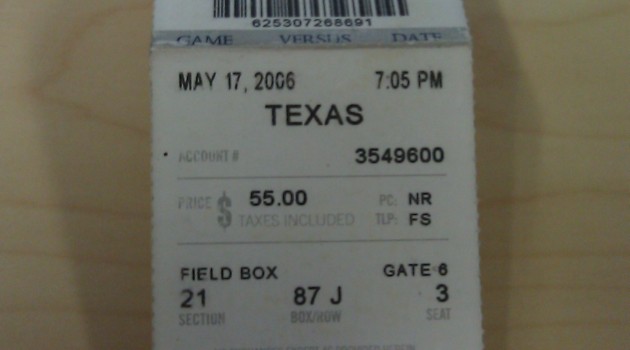 625307268691
GAME VERSUS DATE
MAY 17, 2006 7:05 PM
TEXAS
ACCOUNT # 3549600
PRICE $ 55.00 PC: NR
TAXES INCLUDED TLP: FS
FIELD BOX GATE 6
21 87 J 3
SECTION BOX/ROW SEAT